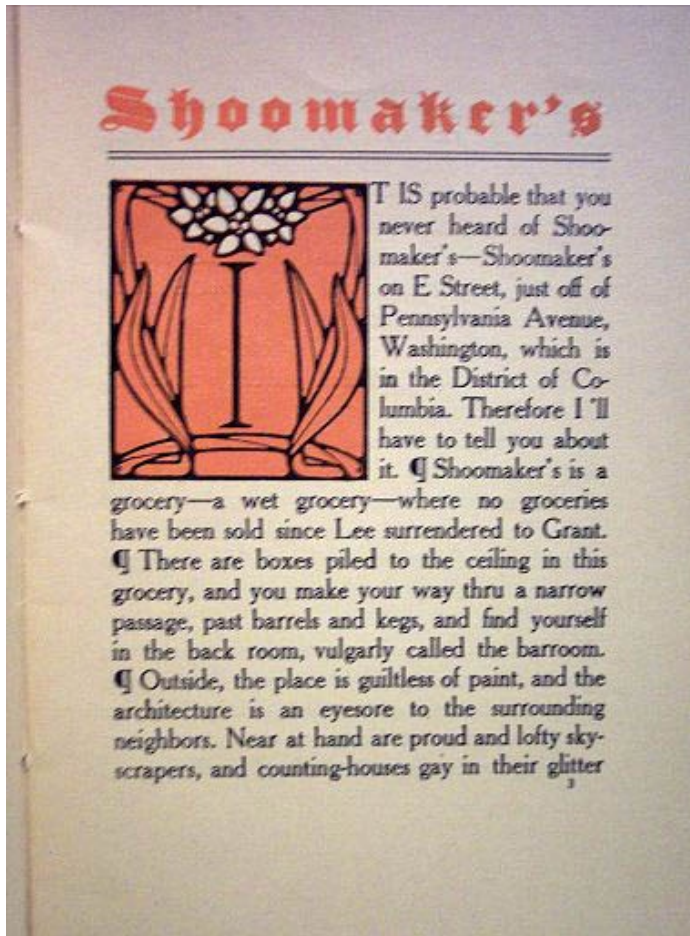 Shoomaker's
IT IS probable that you
never heard of Shoo-
maker's—Shoomaker's
on E Street, just off of
Pennsylvania Avenue,
Washington, which is
in the District of Co-
lumbia. Therefore I 'll
have to tell you about
it. ¶ Shoomaker's is a
grocery—a wet grocery—where no groceries
have been sold since Lee surrendered to Grant.
¶ There are boxes piled to the ceiling in this
grocery, and you make your way thru a narrow
passage, past barrels and kegs, and find yourself
in the back room, vulgarly called the barroom.
¶ Outside, the place is guiltless of paint, and the
architecture is an eyesore to the surrounding
neighbors. Near at hand are proud and lofty sky-
scrapers, and counting-houses gay in their glitter
3